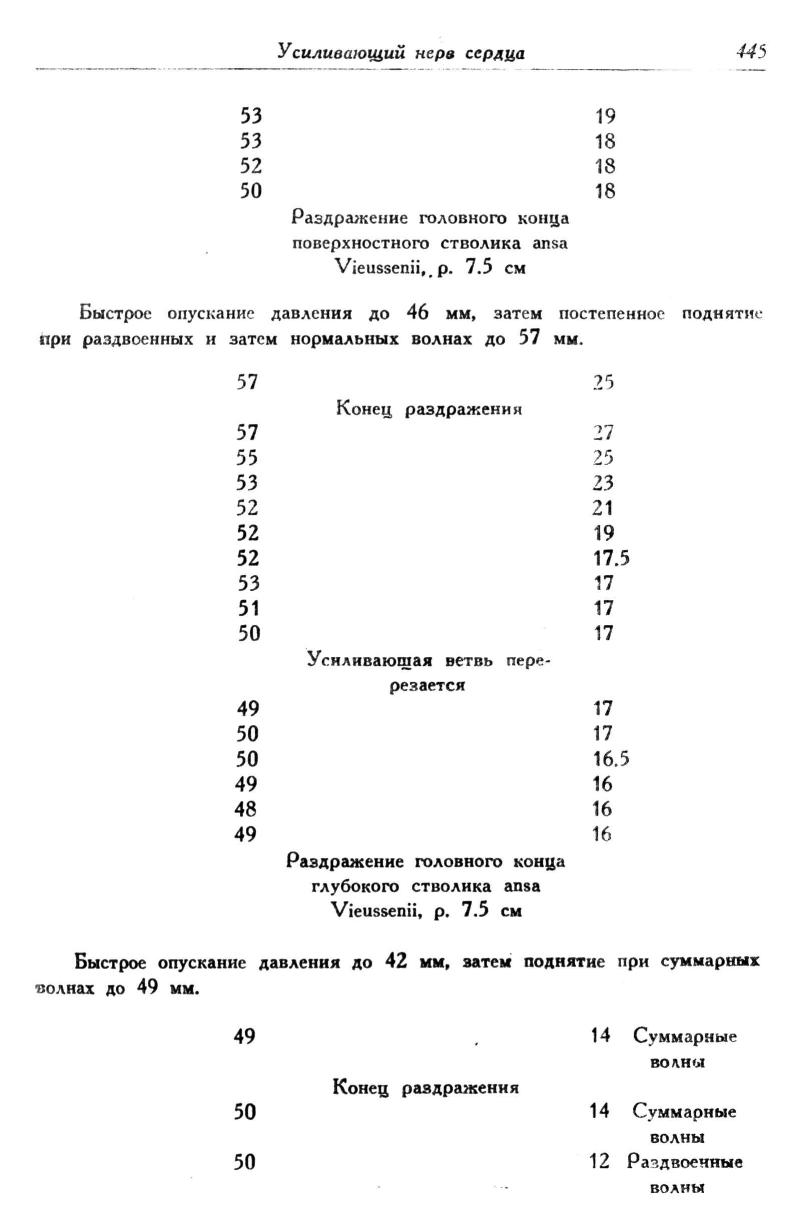 Усиливающий нерв сердца 445
53 19
53 18
52 18
50 18
Раздражение головного конца
поверхностного стволика ansa
Vieussenii, р. 7.5 см
Быстрое опускание давления до 46 мм, затем постепенное поднятие
при раздвоенных и затем нормальных волнах до 57 мм.
57 25
Конец раздражения
57 27
55 25
53 23
52 21
52 19
52 17.5
53 17
51 17
50 17
Усиливающая ветвь пере-
резается
49 17
50 17
50 16.5
49 16
48 16
49 16
Раздражение головного конца
глубокого стволика ansa
Vieussenii, р. 7.5 см
Быстрое опускание давления до 42 мм, затем поднятие при суммарных
волнах до 49 мм.
49 14 Суммарные
волны
Конец раздражения
50 14 Суммарные
волны
50 12 Раздвоенные
волны